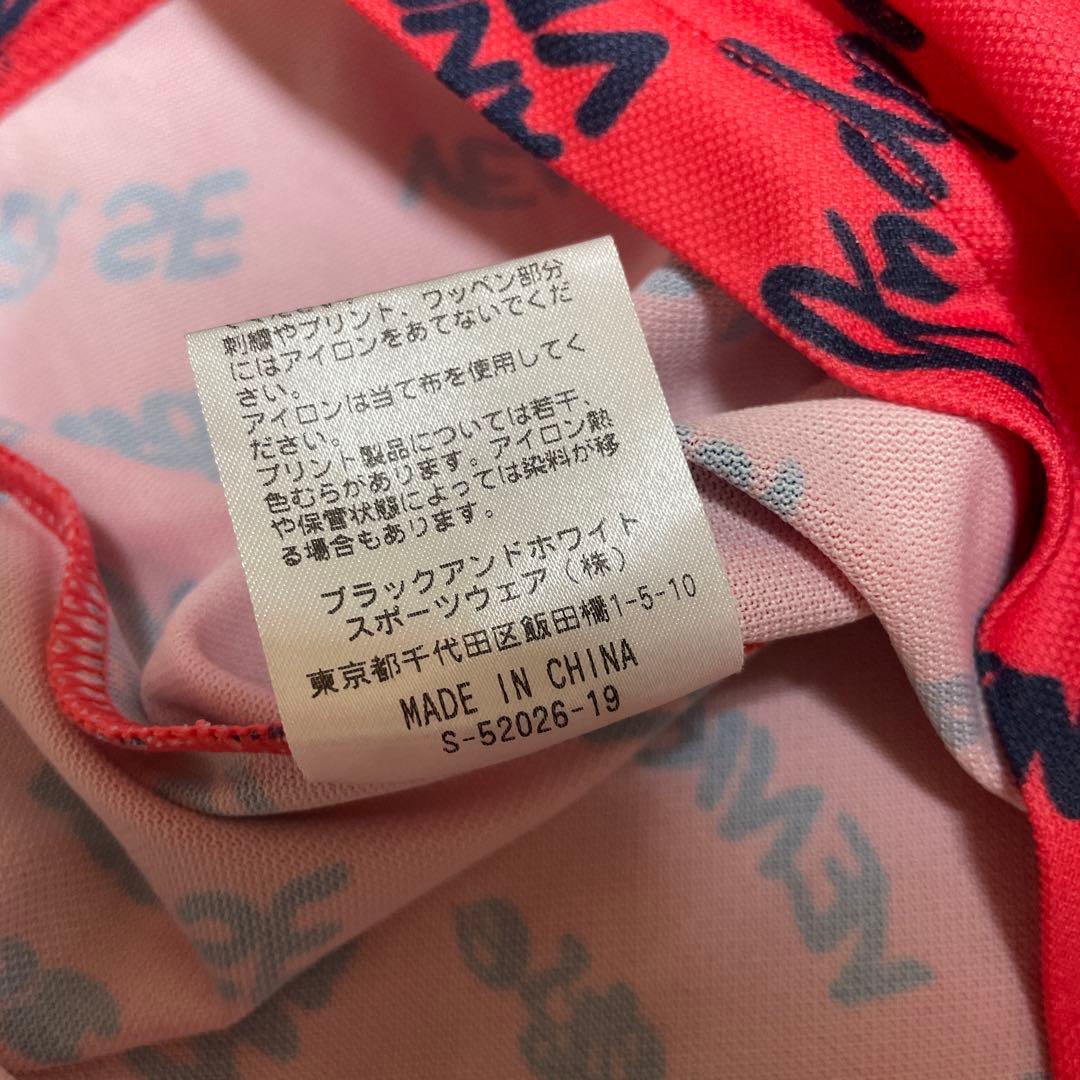 刺繍やプリント、ワッペン部分
にはアイロンをあてないでくだ
さい。
アイロンは当て布を使用してく
ださい。
プリント製品については若干、
色むらがあります。アイロン熱
や保管状態によっては染料が移
る場合もあります。
ブラックアンドホワイト
スポーツウェア(株)
東京都千代田区飯田橋1-5-10
MADE IN CHINA
S-52026-19